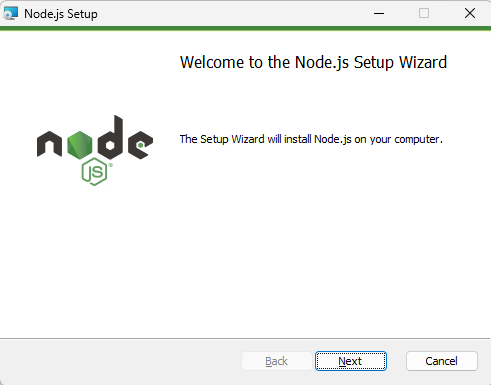 Node.js Setup
Welcome to the Node.js Setup Wizard
node
JS®
The Setup Wizard will install Node.js on your computer.
Back
Next
Cancel